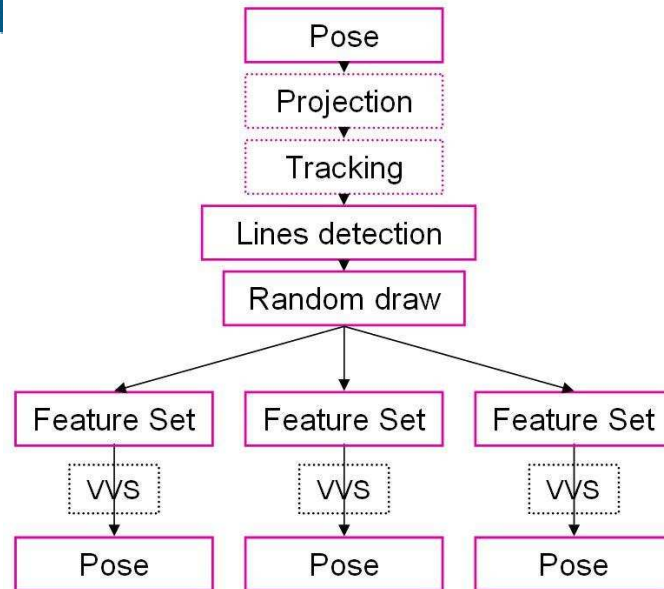 Pose
Projection
Tracking
Lines detection
Random draw
Feature Set Feature Set Feature Set
VVS VVS VVS
Pose Pose Pose